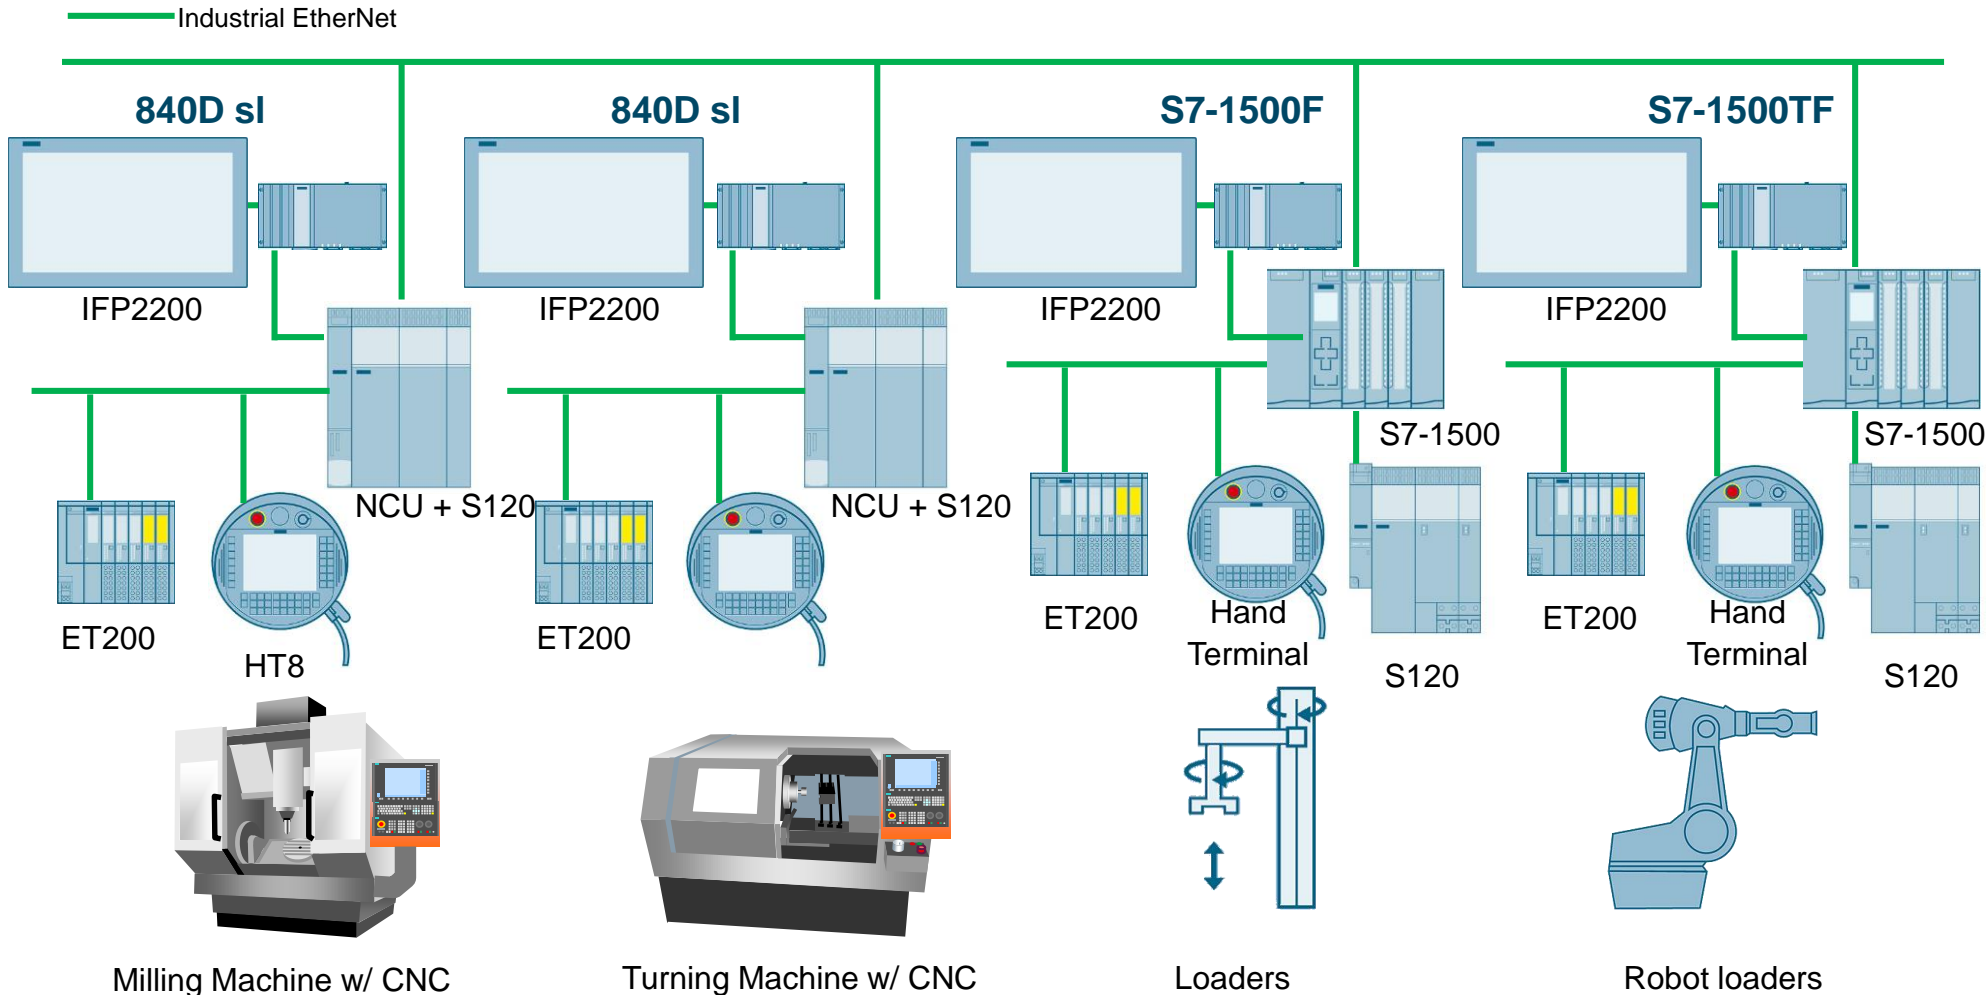 Industrial EtherNet
840D sl
840D sl
S7-1500F
S7-1500TF
IFP2200
IFP2200
IFP2200
IFP2200
S7-1500
S7-1500
NCU + S120
NCU + S120
ET200
HT8
ET200
ET200
Hand
Terminal
S120
ET200
Hand
Terminal
S120
Milling Machine w/ CNC
Turning Machine w/ CNC
Loaders
Robot loaders